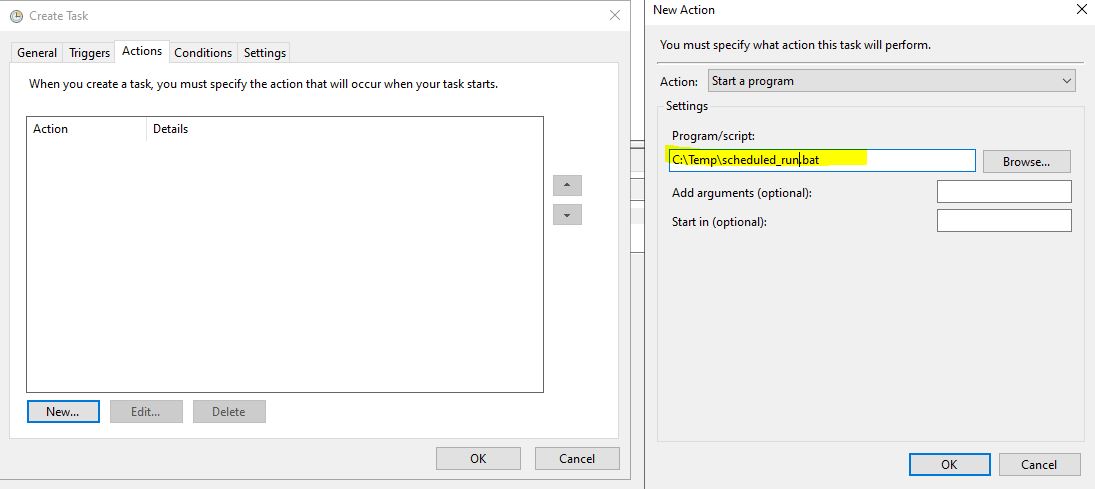 Create Task
General Triggers Actions Conditions Settings
When you create a task, you must specify the action that will occur when your task starts.
Action Details
New... Edit... Delete
OK Cancel
New Action
You must specify what action this task will perform.
Action: Start a program
Settings
Program/script:
C:\Temp\scheduled_run.bat Browse...
Add arguments (optional):
Start in (optional):
OK Cancel